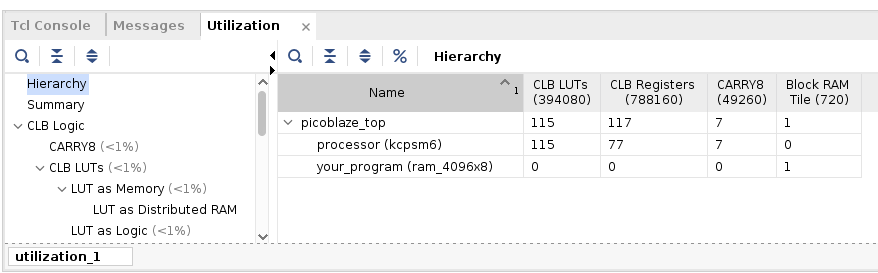 Tcl Console Messages Utilization ×
% Hierarchy
Hierarchy
Summary
CLB Logic
CARRY8 (<1%)
CLB LUTs (<1%)
LUT as Memory (<1%)
LUT as Distributed RAM
LUT as Logic (<1%)
Name 1 CLB LUTs (394080) CLB Registers (788160) CARRY8 (49260) Block RAM Tile (720)
picoblaze_top 115 117 7 1
processor (kcpsm6) 115 77 7 0
your_program (ram_4096x8) 0 0 0 1
utilization_1